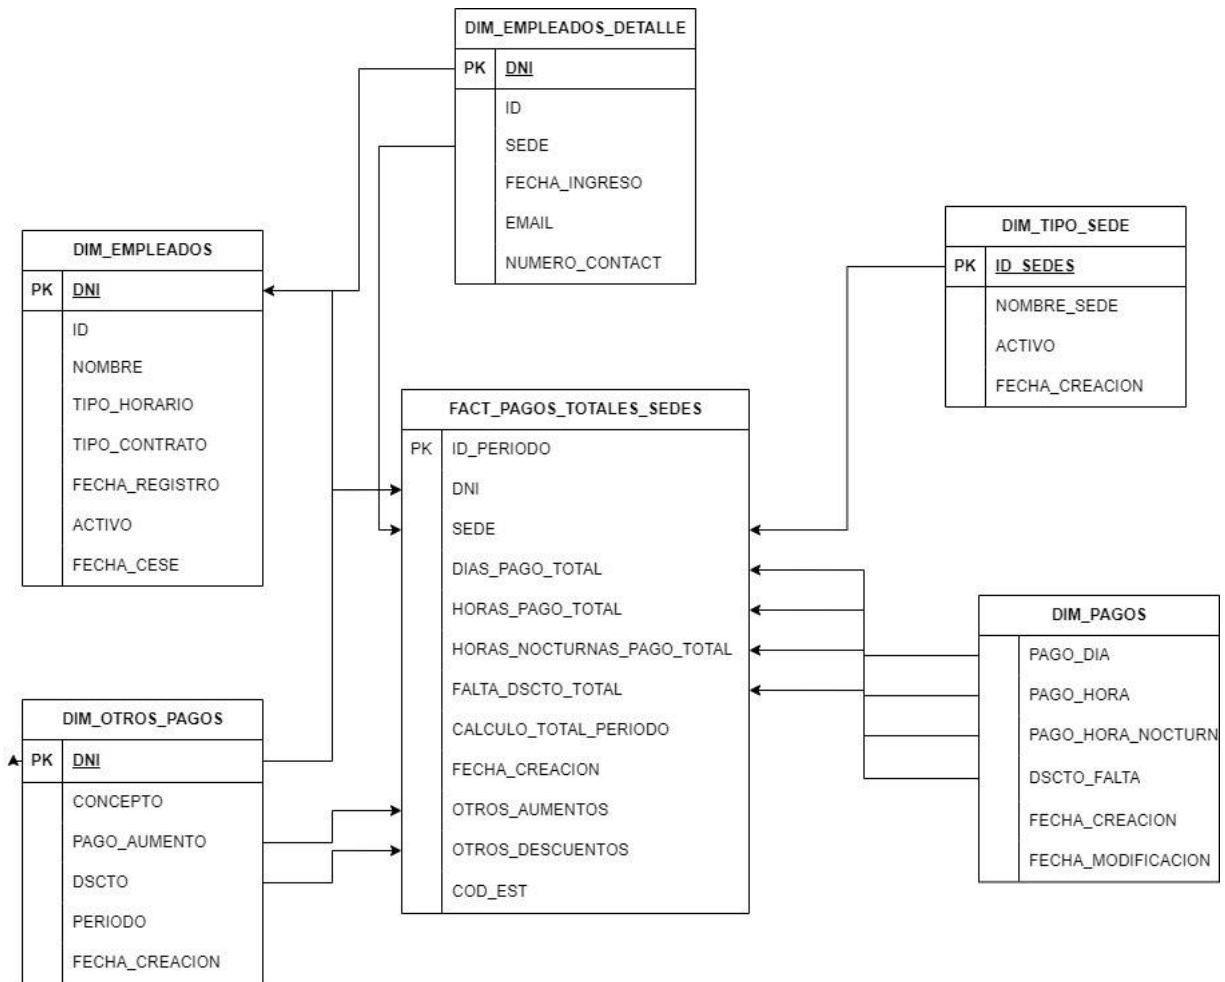 DIM_EMPLEADOS_DETALLE
PK DNI
ID
SEDE
FECHA_INGRESO
EMAIL
NUMERO_CONTACT
DIM_EMPLEADOS
PK DNI
ID
NOMBRE
TIPO_HORARIO
TIPO_CONTRATO
FECHA_REGISTRO
ACTIVO
FECHA_CESE
DIM_TIPO_SEDE
PK ID_SEDES
NOMBRE_SEDE
ACTIVO
FECHA_CREACION
FACT_PAGOS_TOTALES_SEDES
PK ID_PERIODO
DNI
SEDE
DIAS_PAGO_TOTAL
HORAS_PAGO_TOTAL
HORAS_NOCTURNAS_PAGO_TOTAL
FALTA_DSCTO_TOTAL
CALCULO_TOTAL_PERIODO
FECHA_CREACION
OTROS_AUMENTOS
OTROS_DESCUENTOS
COD_EST
DIM_PAGOS
PAGO_DIA
PAGO_HORA
PAGO_HORA_NOCTURN
DSCTO_FALTA
FECHA_CREACION
FECHA_MODIFICACION
DIM_OTROS_PAGOS
PK DNI
CONCEPTO
PAGO_AUMENTO
DSCTO
PERIODO
FECHA_CREACION